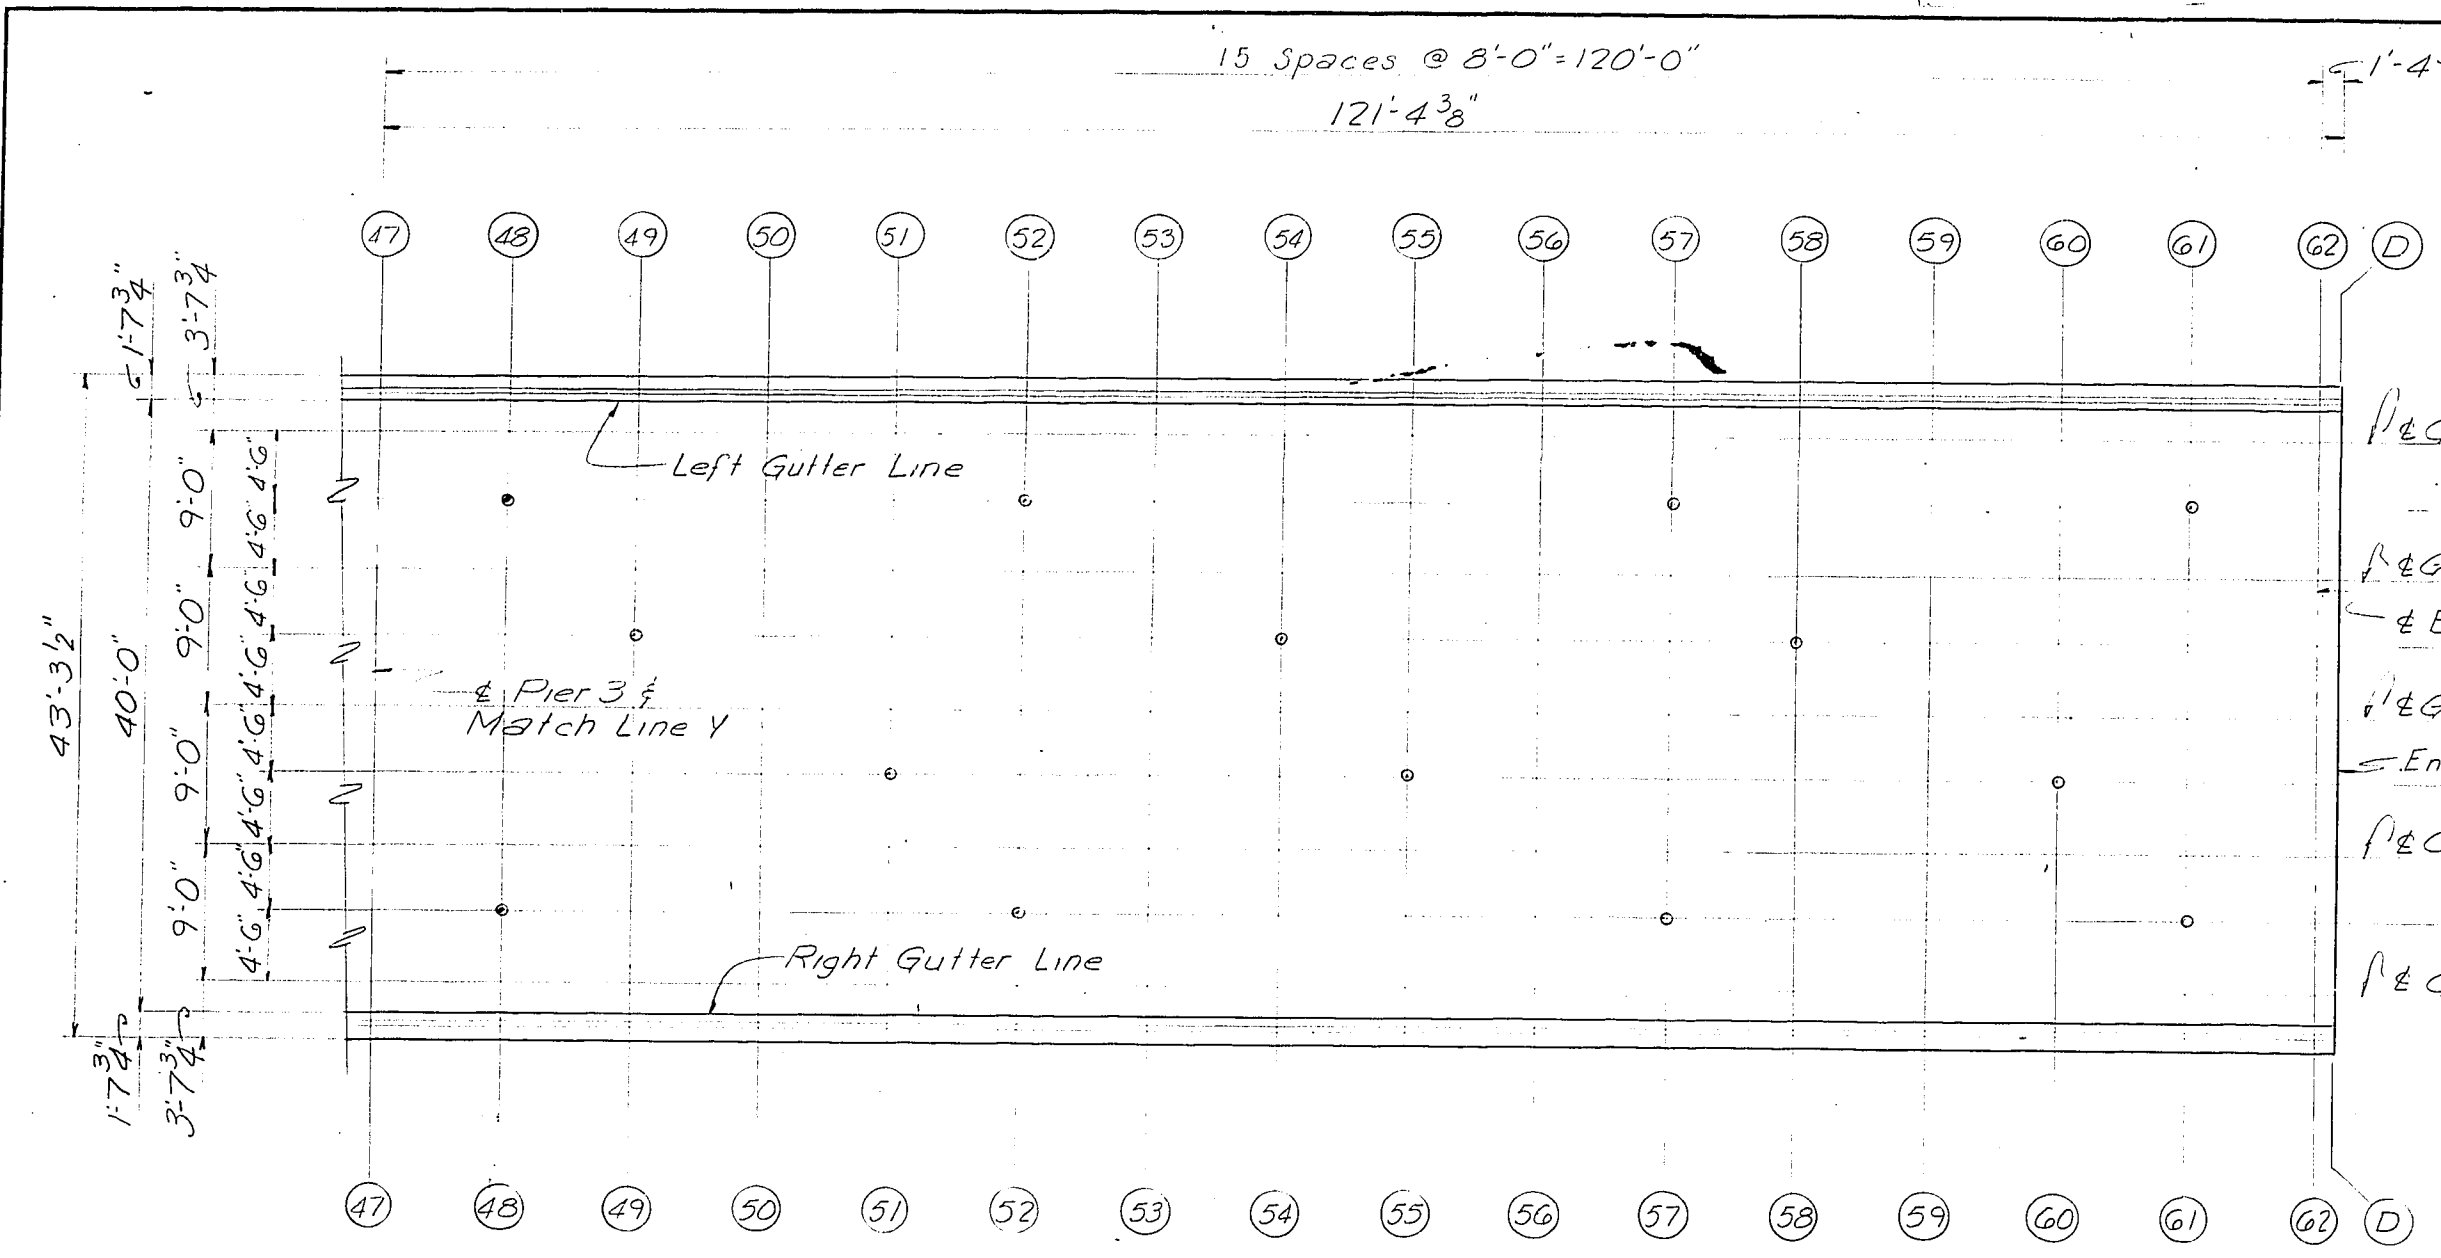 15 Spaces @ 8'-0" = 120'-0"
1'-4
121'-4 3/8"
47 48 49 50 51 52 53 54 55 56 57 58 59 60 61 62 D
1'-7 3/4"
3'-7 3/4"
43'-3 1/2"
40'-0"
9'-0"
9'-0"
9'-0"
9'-0"
4'-6"
4'-6"
4'-6"
4'-6"
4'-6"
4'-6"
4'-6"
4'-6"
1'-7 3/4"
3'-7 3/4"
Left Gutter Line
℄ Pier 3 &
Match Line Y
Right Gutter Line
℄
℄ G
℄ B
℄ G
En
℄
℄
47 48 49 50 51 52 53 54 55 56 57 58 59 60 61 62 D